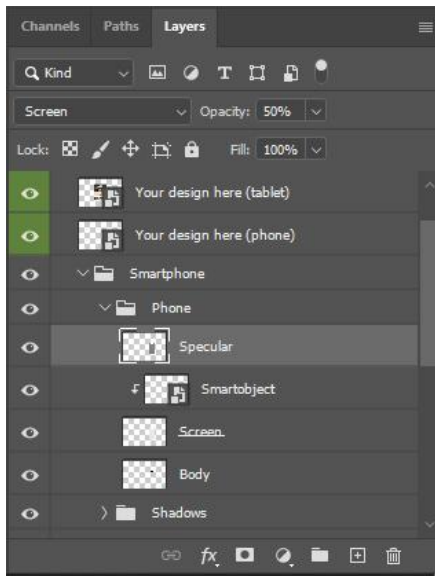 Channels Paths Layers
Kind
Screen Opacity: 50%
Lock: Fill: 100%
Your design here (tablet)
Your design here (phone)
Smartphone
Phone
Specular
Smartobject
Screen
Body
Shadows
fx